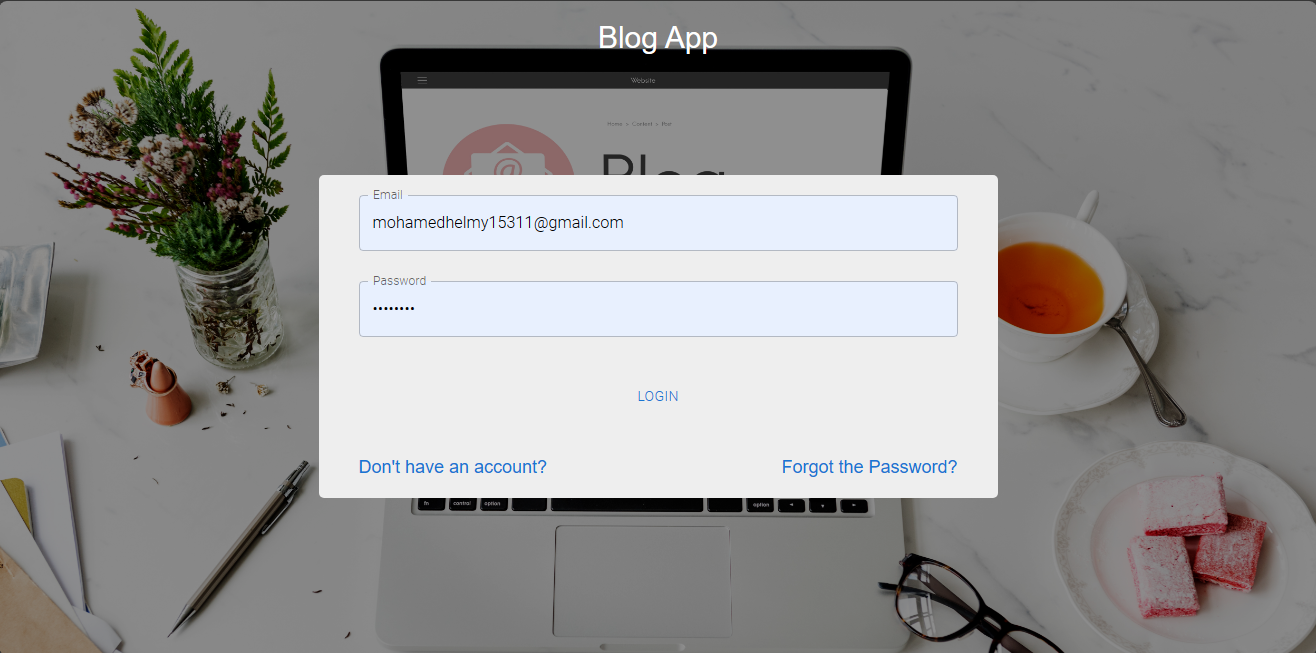 Blog App
Website
Home > Content > Blog
Blog
Email
mohamedhelmy15311@gmail.com
Password
••••••••
LOGIN
Don't have an account?
Forgot the Password?
fn control option option